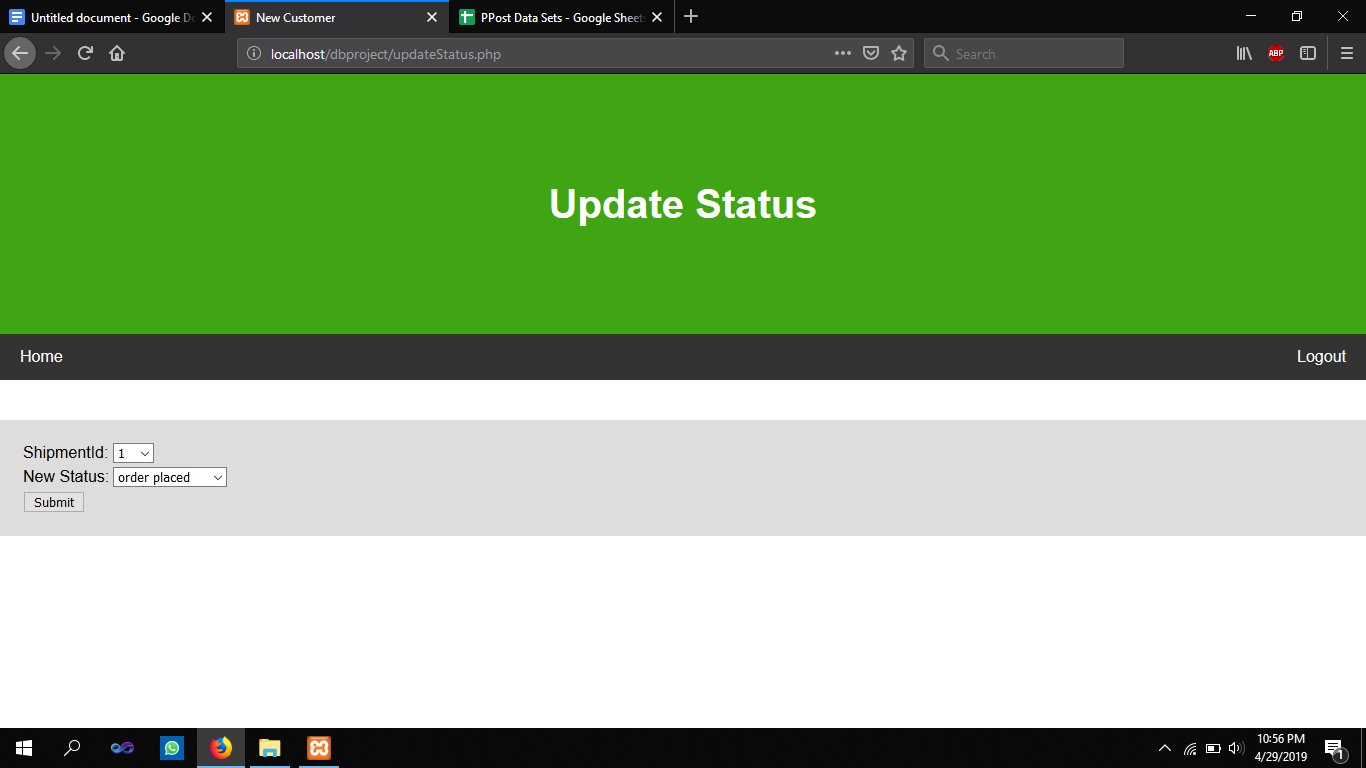 Untitled document - Google Do
New Customer
PPost Data Sets - Google Sheets
localhost/dbproject/updateStatus.php
Search
ABP
Update Status
Home
Logout
ShipmentId: 1
New Status: order placed
Submit
10:56 PM
4/29/2019
1